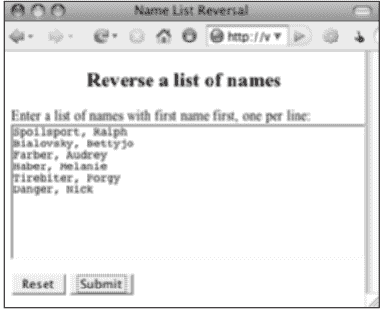 Name List Reversal
http://v
Reverse a list of names
Enter a list of names with first name first, one per line:
Spoilsport, Ralph
Bialovsky, Bettyjo
Farber, Audrey
Haber, Melanie
Tirebiter, Porgy
Danger, Nick
Reset Submit